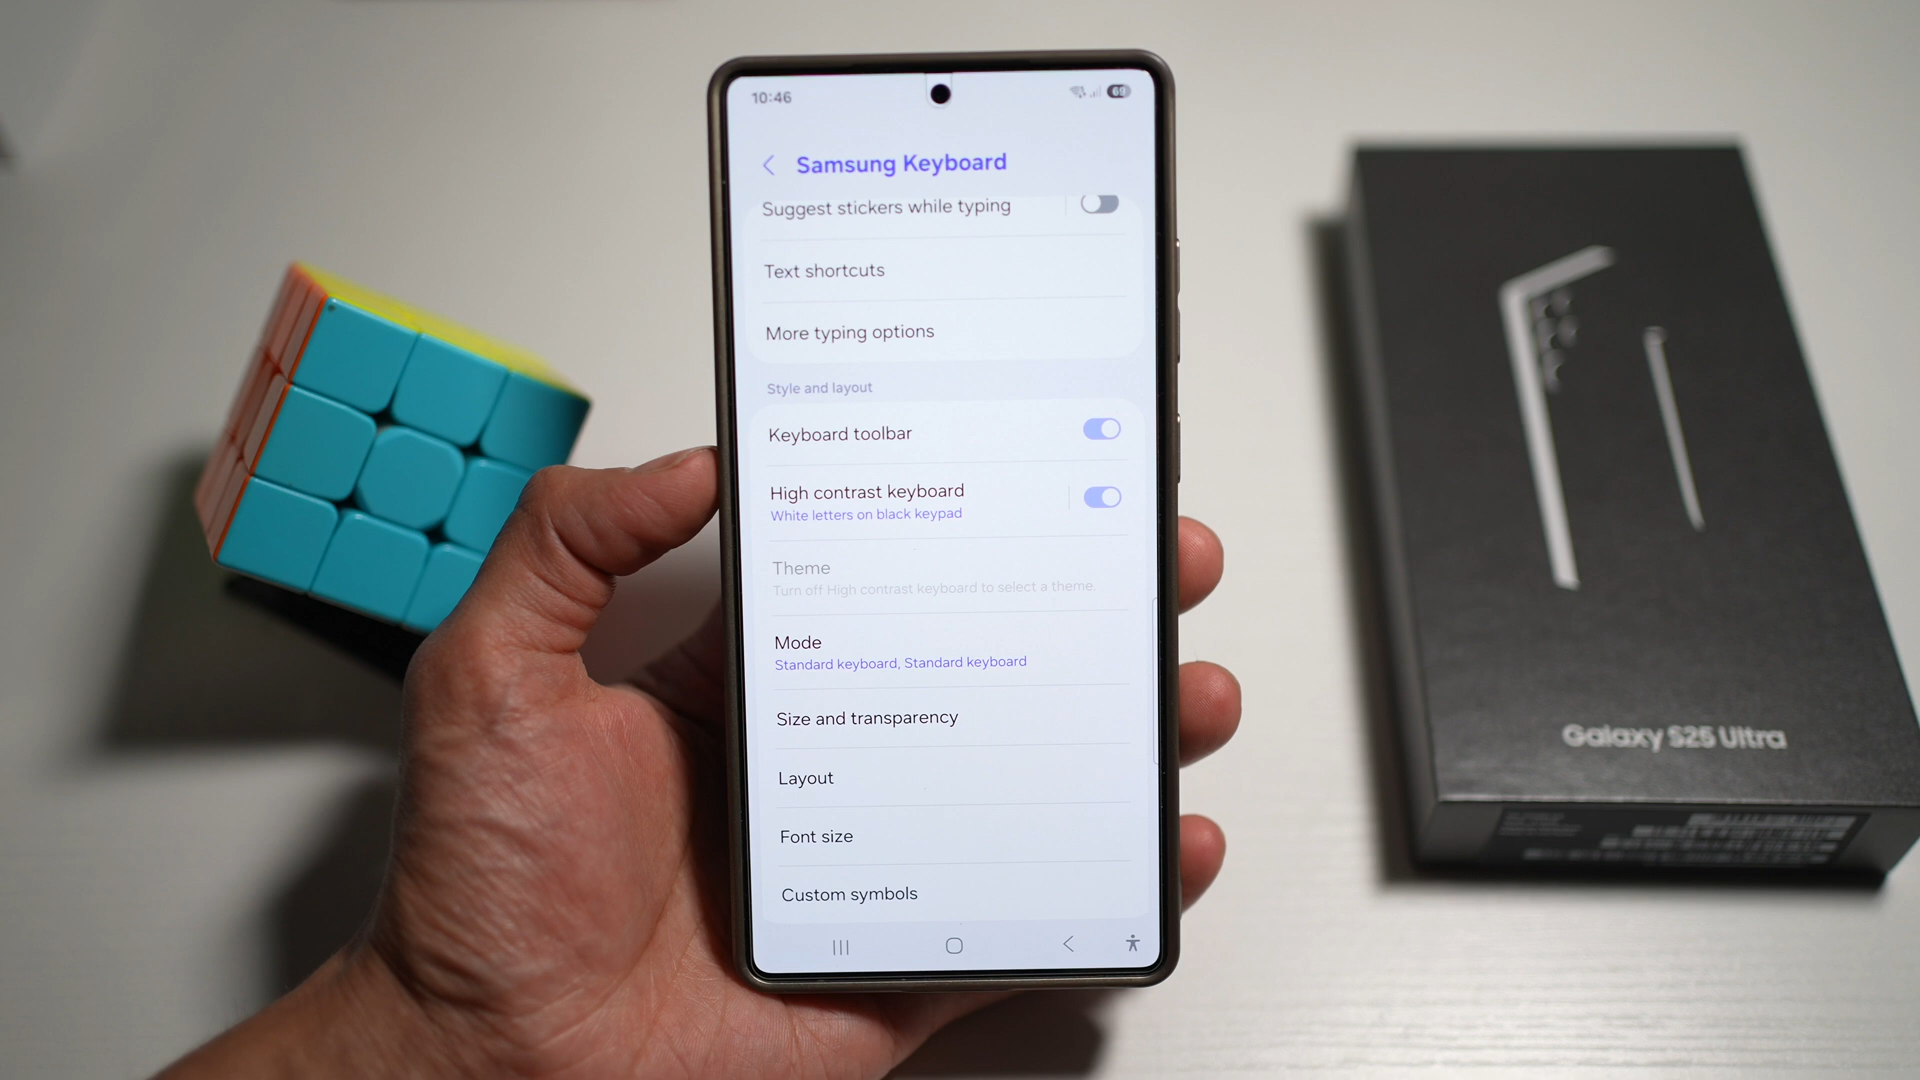 10:46
69
Samsung Keyboard
Suggest stickers while typing
Text shortcuts
More typing options
Style and layout
Keyboard toolbar
High contrast keyboard
White letters on black keypad
Theme
Turn off High contrast keyboard to select a theme.
Mode
Standard keyboard, Standard keyboard
Size and transparency
Layout
Font size
Custom symbols
Galaxy S25 Ultra